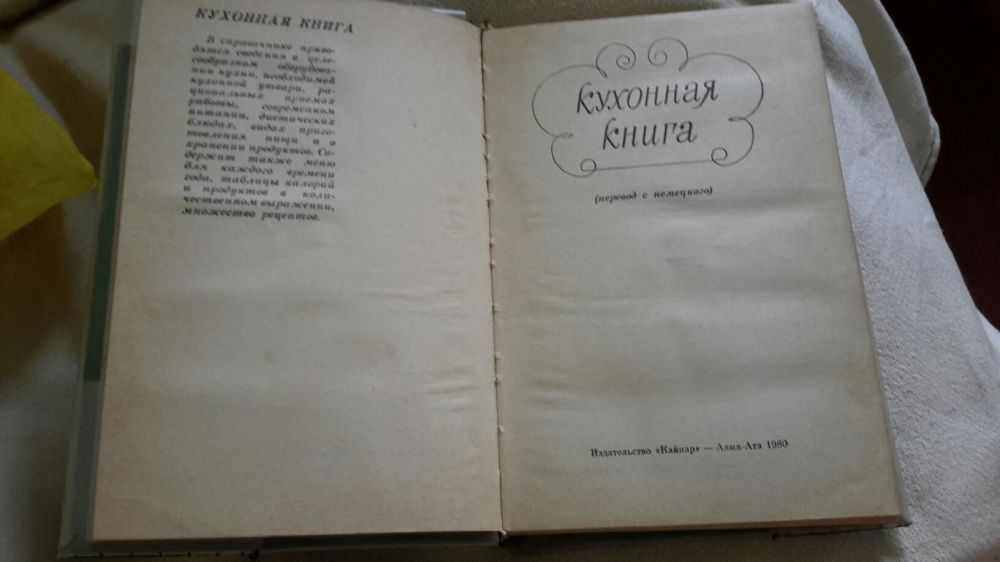 КУХОННАЯ КНИГА
В справочнике приво-
дятся сведения о целе-
сообразном оборудова-
нии кухни, необходимой
кухонной утвари, ра-
циональных приемах
работы, современном
питании, диетических
блюдах, видах приго-
товления пищи и о
хранении продуктов. Со-
держит также меню
для каждого времени
года, таблицы калорий
и продуктов в коли-
чественном выражении,
множество рецептов.
Кухонная
книга
(перевод с немецкого)
Издательство «Кайнар» — Алма-Ата 1980